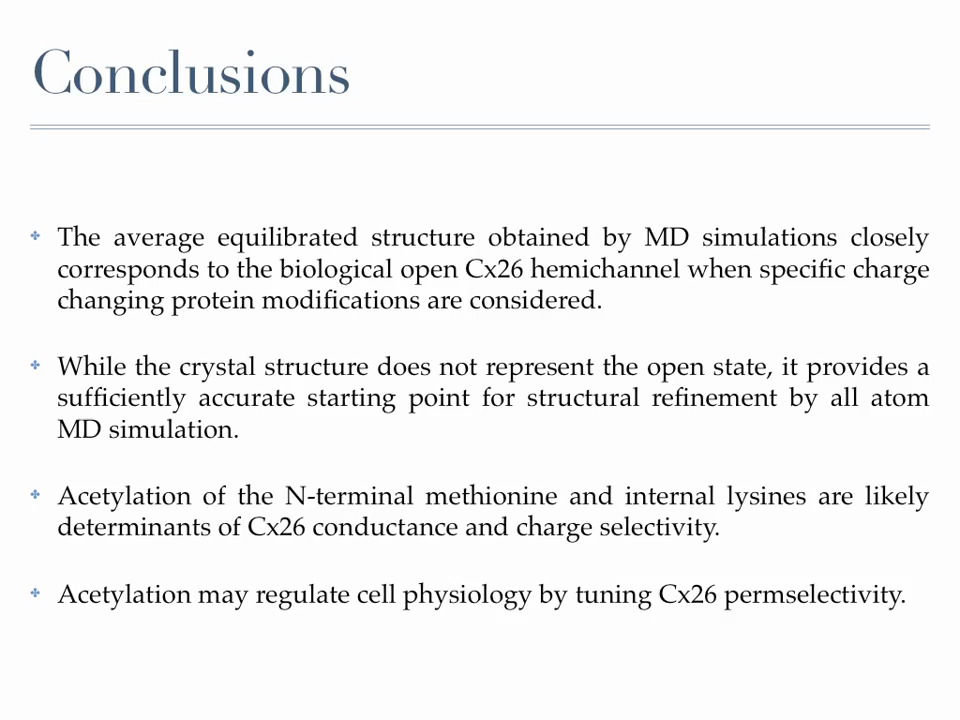 Conclusions
The average equilibrated structure obtained by MD simulations closely
corresponds to the biological open Cx26 hemichannel when specific charge
changing protein modifications are considered.
While the crystal structure does not represent the open state, it provides a
sufficiently accurate starting point for structural refinement by all atom
MD simulation.
Acetylation of the N-terminal methionine and internal lysines are likely
determinants of Cx26 conductance and charge selectivity.
Acetylation may regulate cell physiology by tuning Cx26 permselectivity.